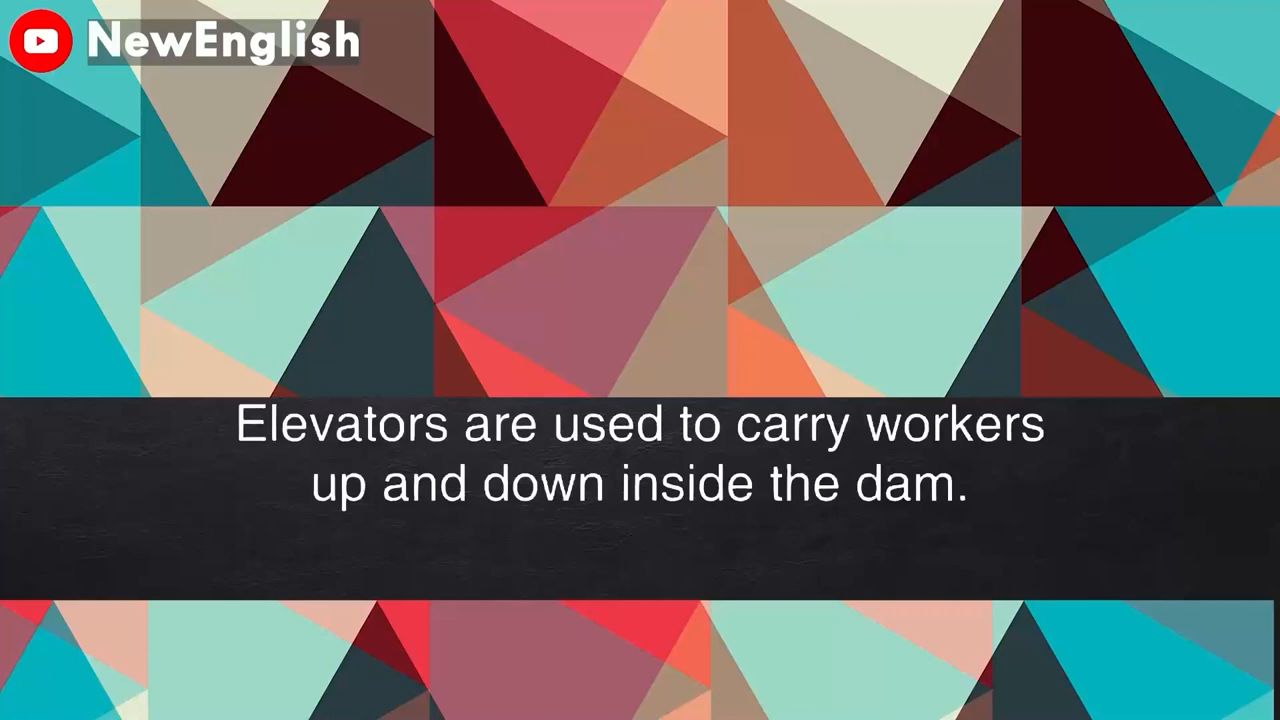 NewEnglish
Elevators are used to carry workers
up and down inside the dam.